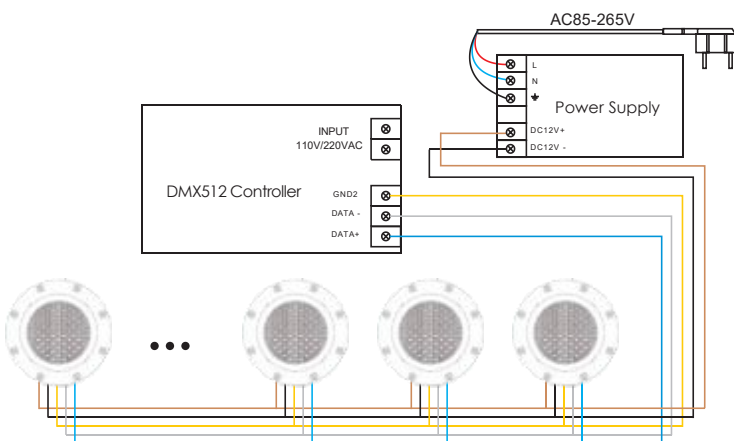 AC85-265V
L
N
Power Supply
DC12V+
DC12V -
INPUT
110V/220VAC
DMX512 Controller
GND2
DATA -
DATA+